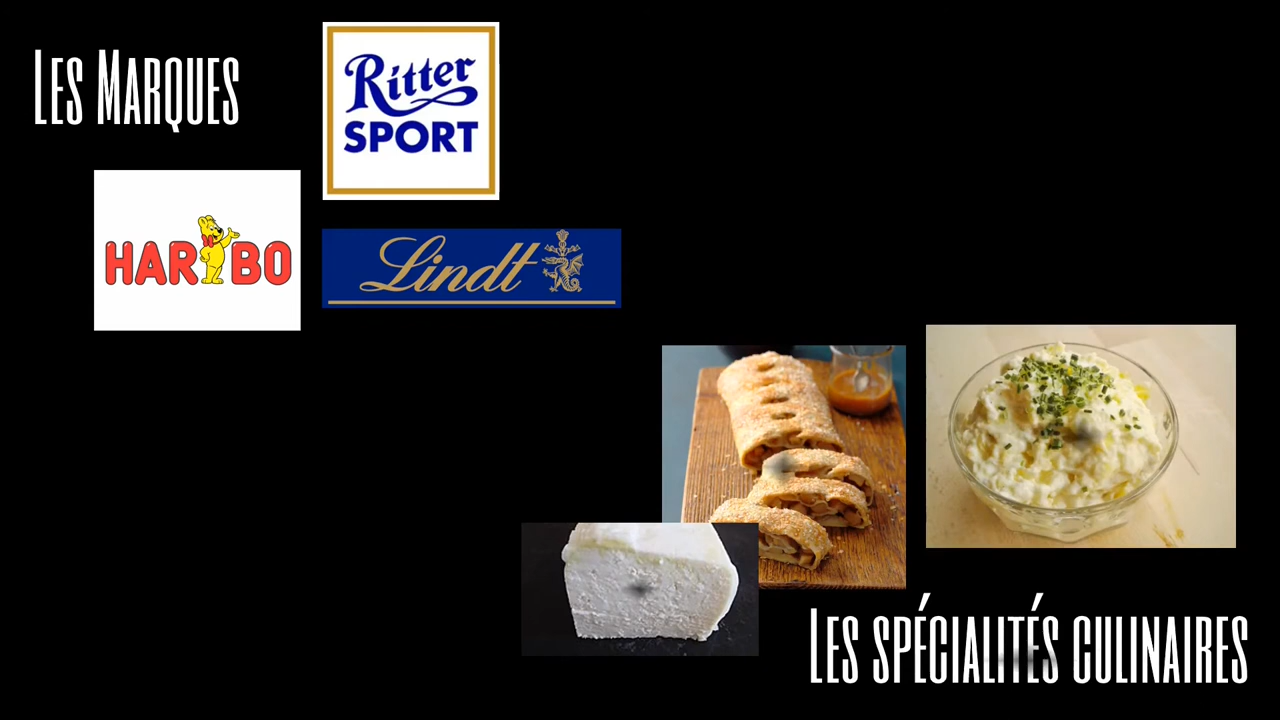 Les Marques
Ritter
SPORT
HARIBO
Lindt
Les spécialités culinaires